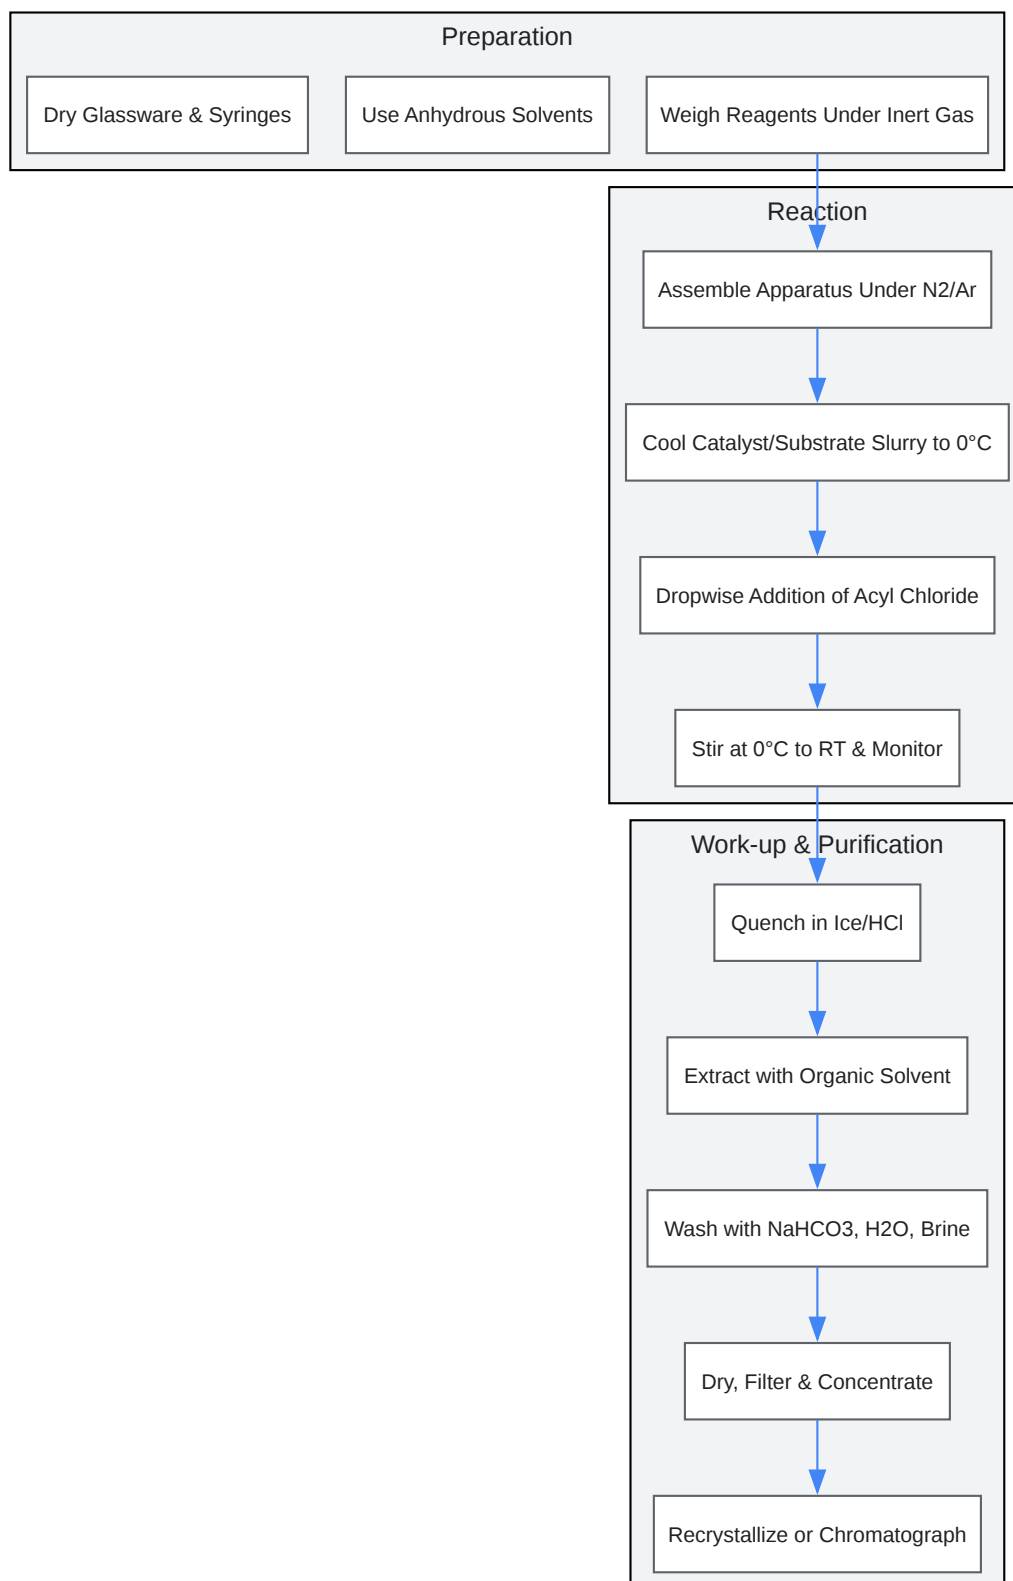 Preparation
Dry Glassware & Syringes
Use Anhydrous Solvents
Weigh Reagents Under Inert Gas
Reaction
Assemble Apparatus Under N2/Ar
Cool Catalyst/Substrate Slurry to 0°C
Dropwise Addition of Acyl Chloride
Stir at 0°C to RT & Monitor
Work-up & Purification
Quench in Ice/HCl
Extract with Organic Solvent
Wash with NaHCO3, H2O, Brine
Dry, Filter & Concentrate
Recrystallize or Chromatograph